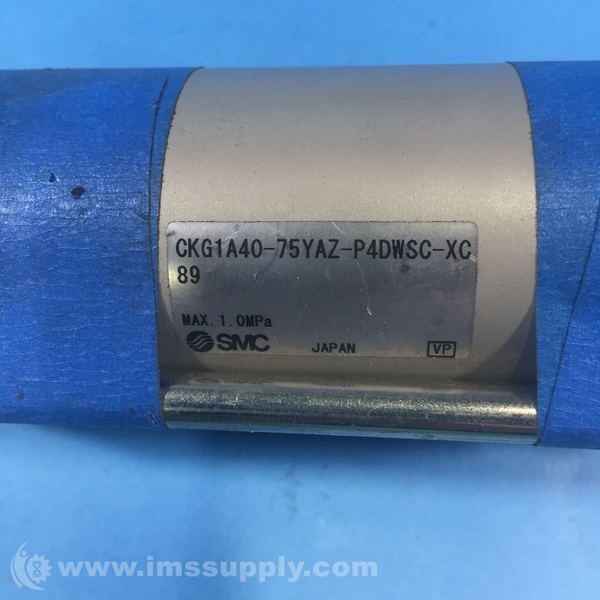 CKG1A40-75YAZ-P4DWSC-XC
89
MAX. 1.0MPa
SMC JAPAN VP
www.imssupply.com